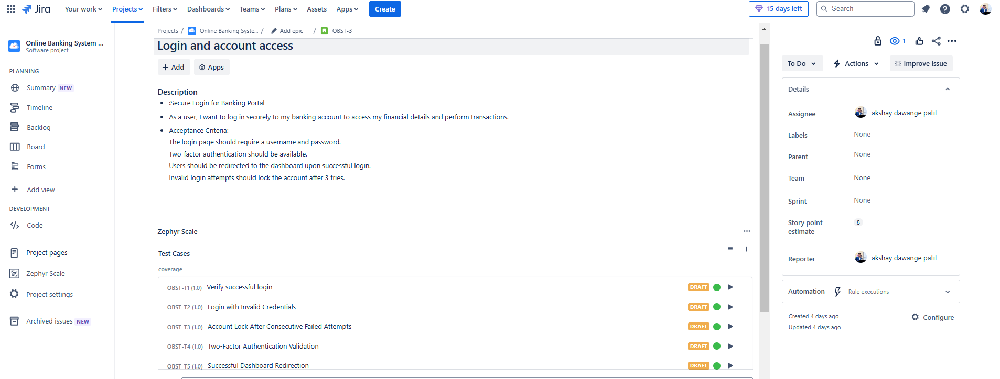 Jira Your work Projects Filters Dashboards Teams Plans Assets Apps Create 15 days left Search
Online Banking System ...
Software project
PLANNING
Summary NEW
Timeline
Backlog
Board
Forms
Add view
DEVELOPMENT
Code
Project pages
Zephyr Scale
Project settings
Archived issues NEW
Projects / Online Banking Syste... / Add epic / OBST-3
Login and account access
Add Apps
Description
:Secure Login for Banking Portal
As a user, I want to log in securely to my banking account to access my financial details and perform transactions.
Acceptance Criteria:
The login page should require a username and password.
Two-factor authentication should be available.
Users should be redirected to the dashboard upon successful login.
Invalid login attempts should lock the account after 3 tries.
Zephyr Scale
Test Cases
coverage
OBST-T1 (1.0) Verify successful login DRAFT
OBST-T2 (1.0) Login with Invalid Credentials DRAFT
OBST-T3 (1.0) Account Lock After Consecutive Failed Attempts DRAFT
OBST-T4 (1.0) Two-Factor Authentication Validation DRAFT
OBST-T5 (1.0) Successful Dashboard Redirection DRAFT
1
To Do Actions Improve issue
Details
Assignee akshay dawange patiL
Labels None
Parent None
Team None
Sprint None
Story point
estimate 8
Reporter akshay dawange patiL
Automation Rule executions
Created 4 days ago Configure
Updated 4 days ago